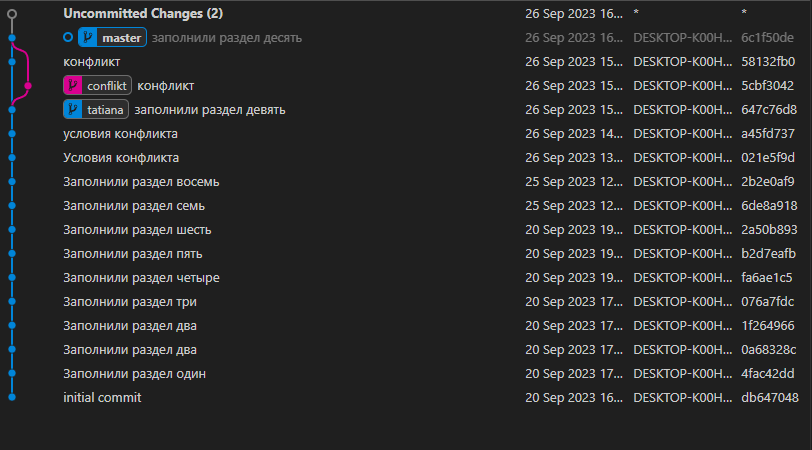 Uncommitted Changes (2) 26 Sep 2023 16... * *
master заполнили раздел десять 26 Sep 2023 16... DESKTOP-K00H... 6c1f50de
конфликт 26 Sep 2023 15... DESKTOP-K00H... 58132fb0
conflikt конфликт 26 Sep 2023 15... DESKTOP-K00H... 5cbf3042
tatiana заполнили раздел девять 26 Sep 2023 15... DESKTOP-K00H... 647c76d8
условия конфликта 26 Sep 2023 14... DESKTOP-K00H... a45fd737
Условия конфликта 26 Sep 2023 13... DESKTOP-K00H... 021e5f9d
Заполнили раздел восемь 25 Sep 2023 12... DESKTOP-K00H... 2b2e0af9
Заполнили раздел семь 25 Sep 2023 12... DESKTOP-K00H... 6de8a918
Заполнили раздел шесть 20 Sep 2023 19... DESKTOP-K00H... 2a50b893
Заполнили раздел пять 20 Sep 2023 19... DESKTOP-K00H... b2d7eafb
Заполнили раздел четыре 20 Sep 2023 19... DESKTOP-K00H... fa6ae1c5
Заполнили раздел три 20 Sep 2023 17... DESKTOP-K00H... 076a7fdc
Заполнили раздел два 20 Sep 2023 17... DESKTOP-K00H... 1f264966
Заполнили раздел два 20 Sep 2023 17... DESKTOP-K00H... 0a68328c
Заполнили раздел один 20 Sep 2023 17... DESKTOP-K00H... 4fac42dd
initial commit 20 Sep 2023 16... DESKTOP-K00H... db647048